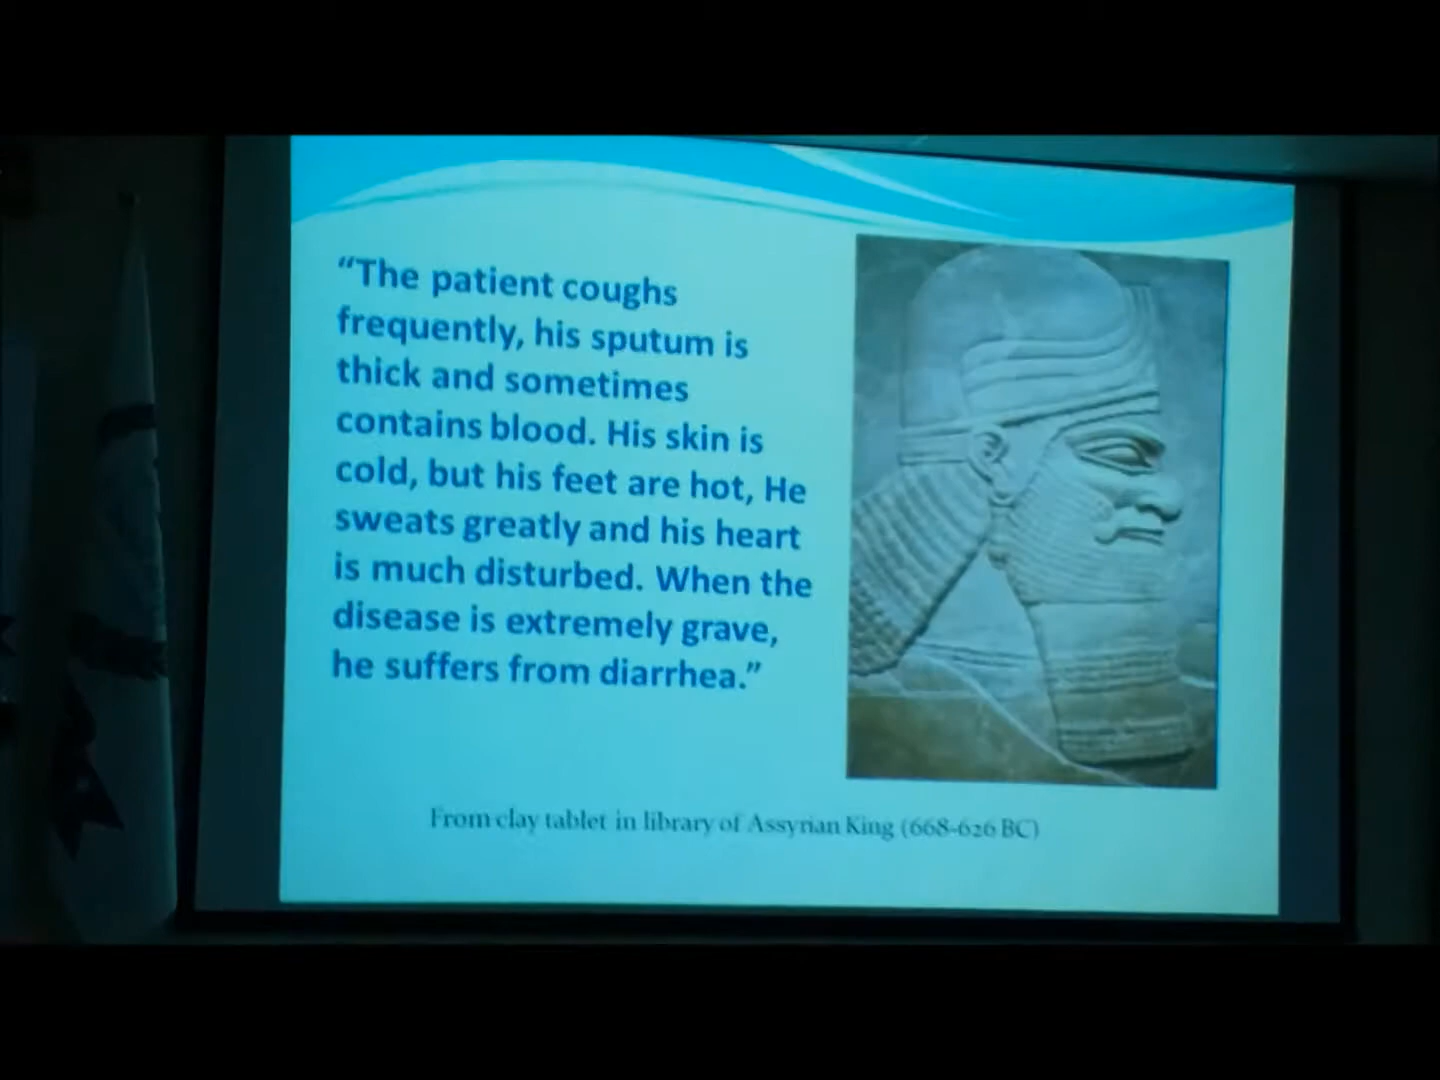 “The patient coughs
frequently, his sputum is
thick and sometimes
contains blood. His skin is
cold, but his feet are hot, He
sweats greatly and his heart
is much disturbed. When the
disease is extremely grave,
he suffers from diarrhea.”
From clay tablet in library of Assyrian King (668-626 BC)